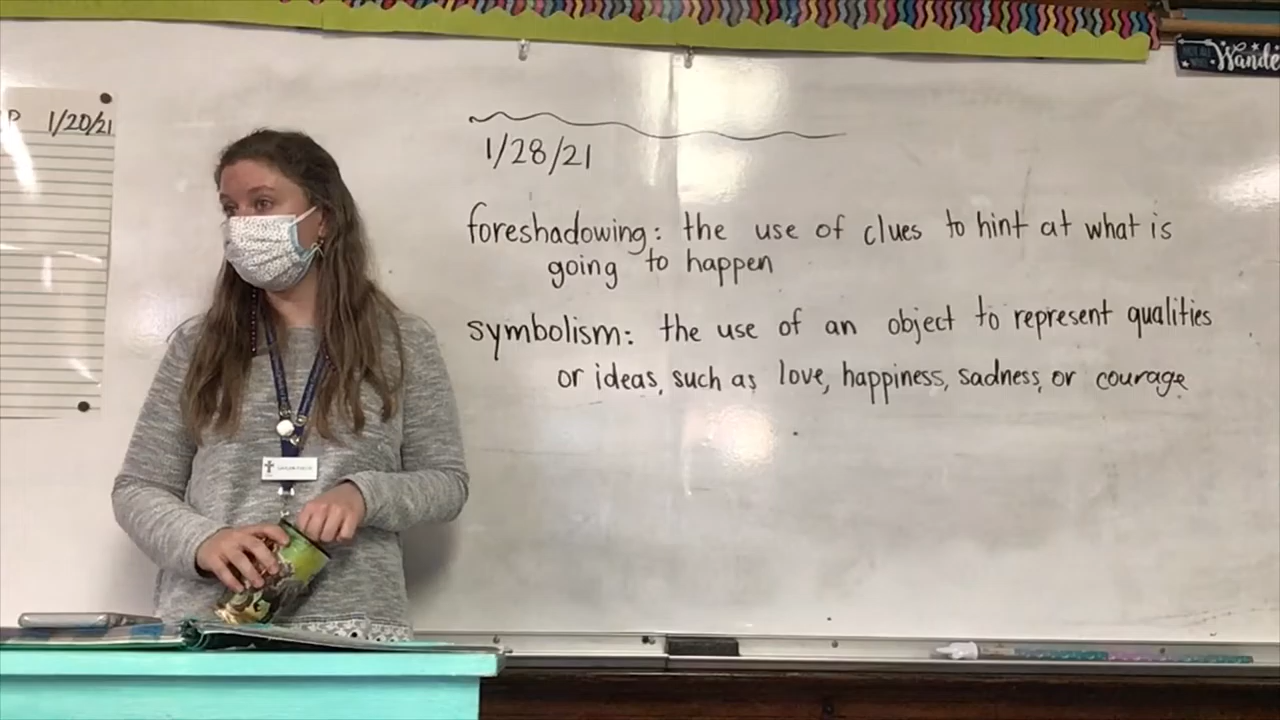 1/20/21
Wande
1/28/21
foreshadowing: the use of clues to hint at what is
going to happen
symbolism: the use of an object to represent qualities
or ideas, such as love, happiness, sadness, or courage